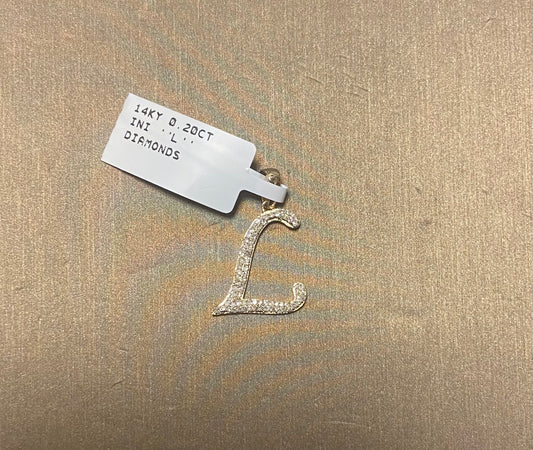 14KY 0.20CT
INI "L"
DIAMONDS